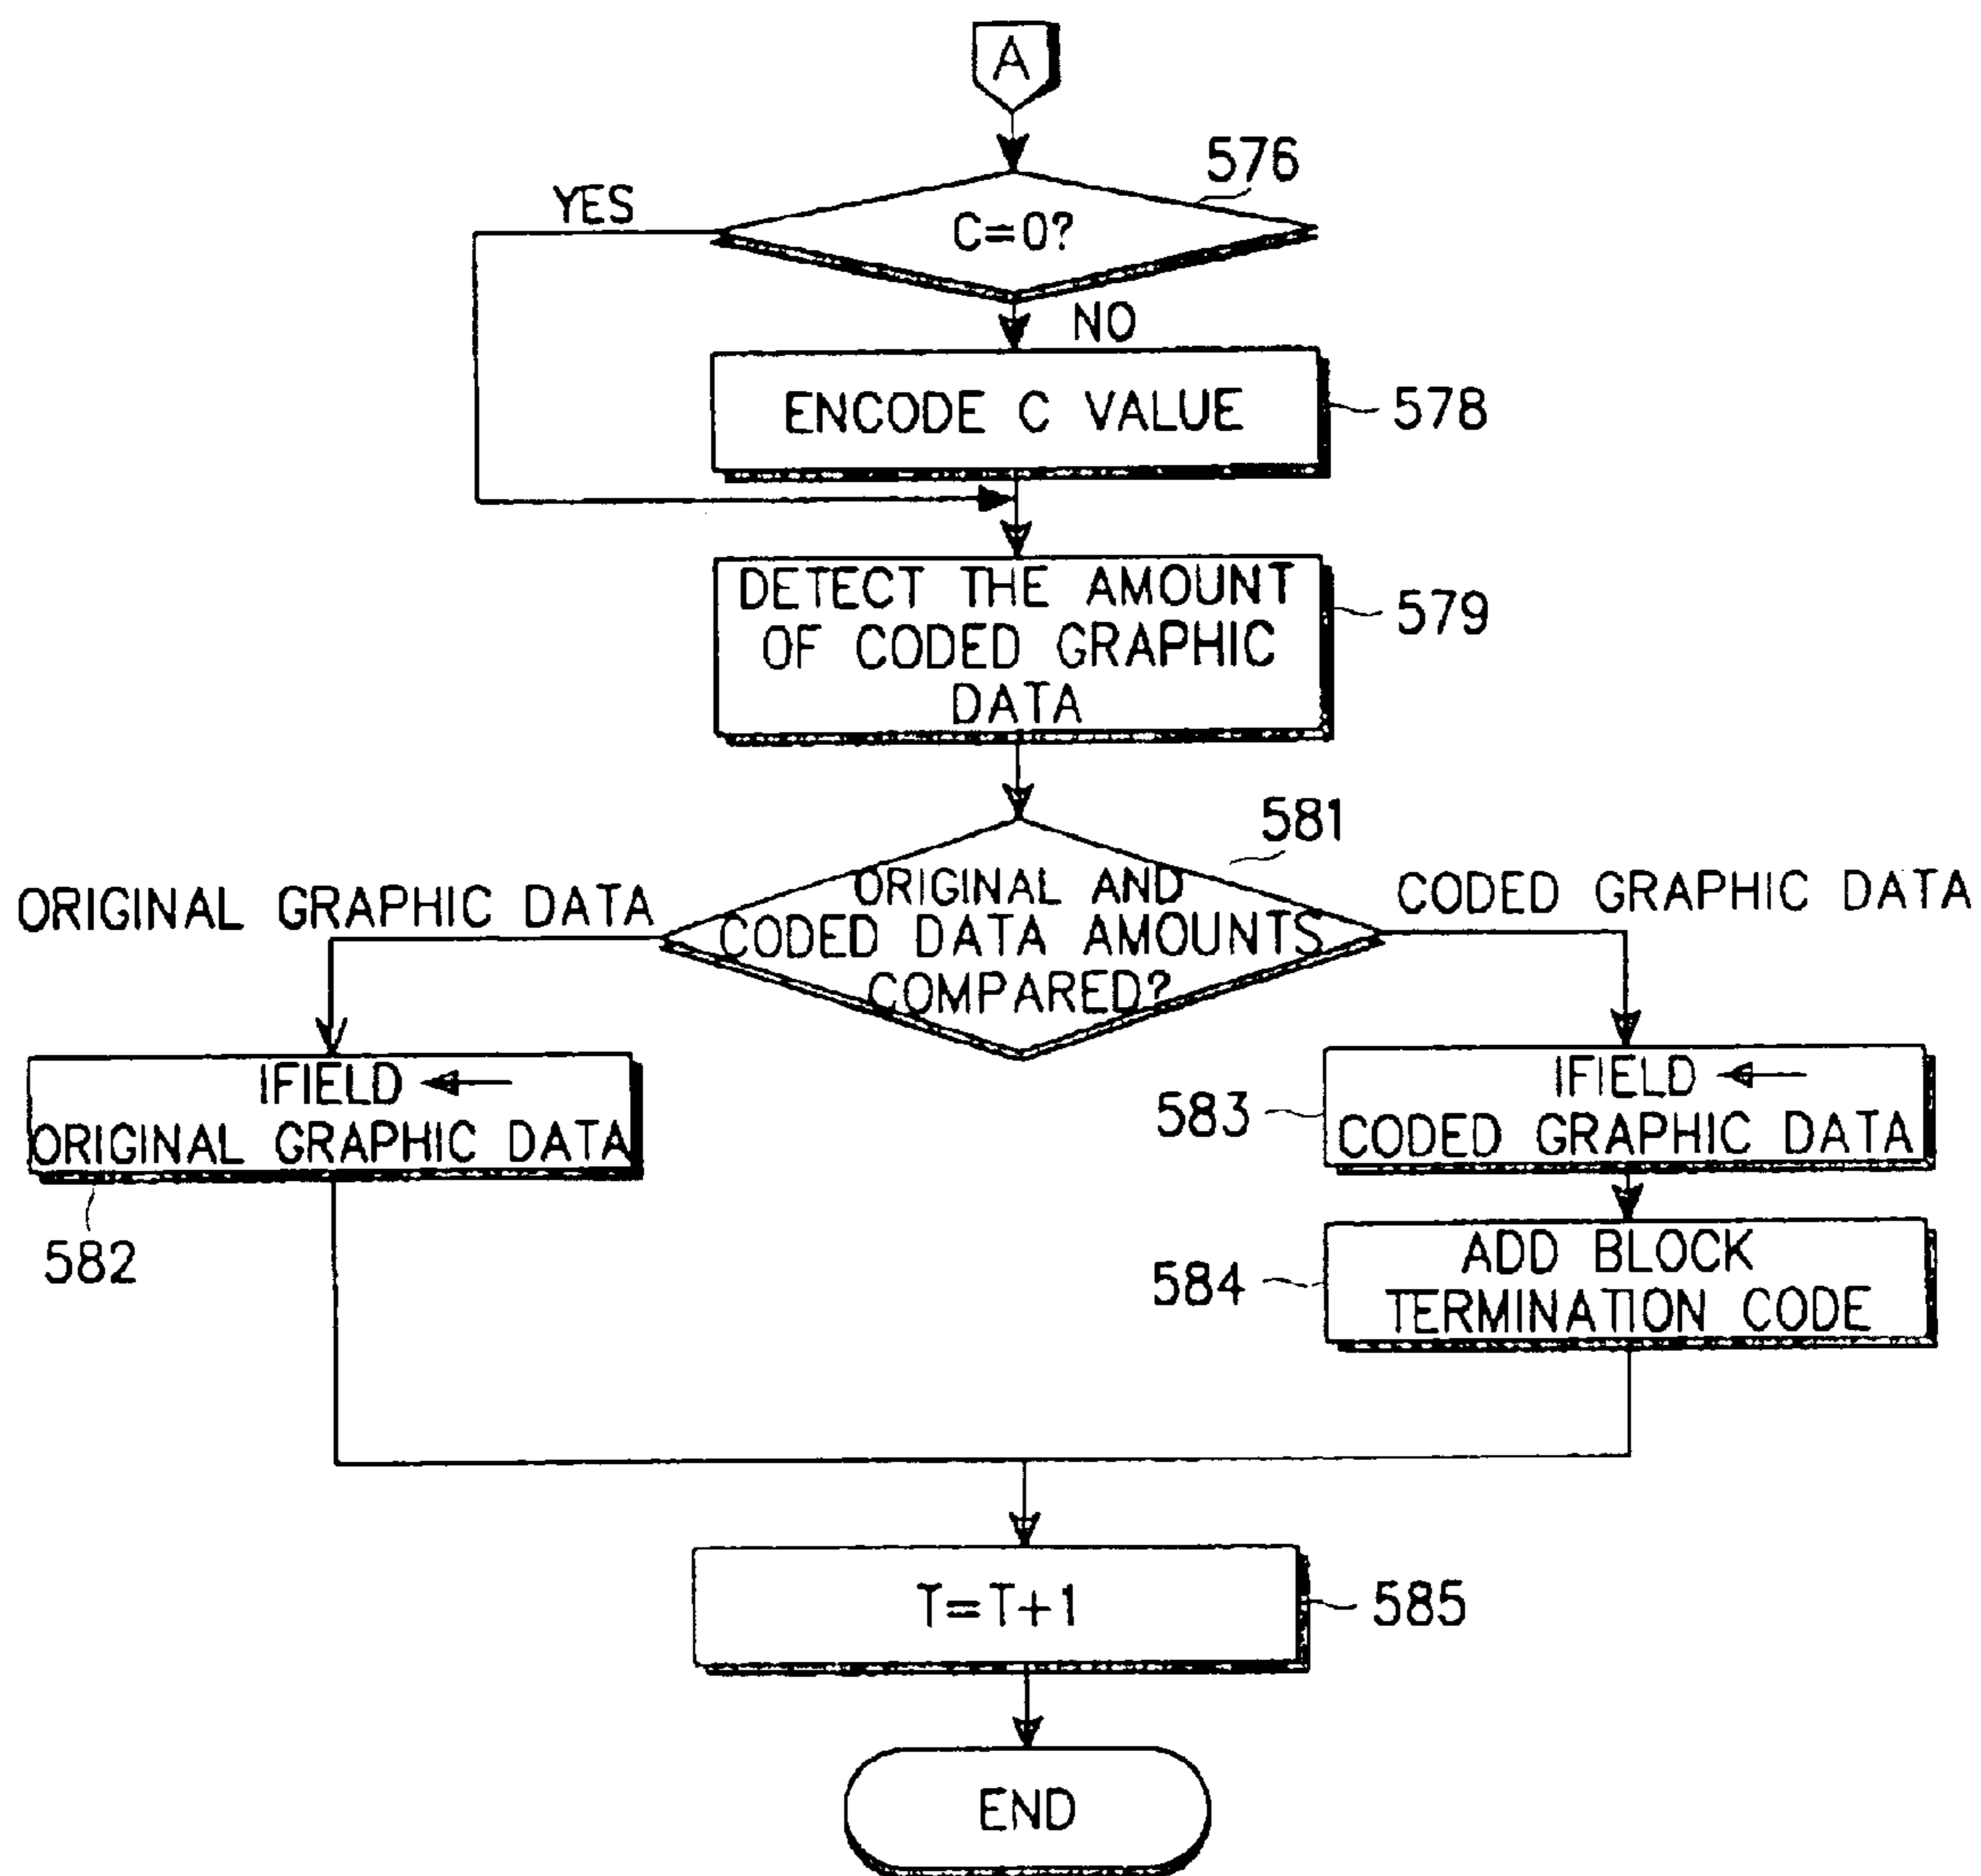 A
576
YES
C=0?
NO
ENCODE C VALUE
578
DETECT THE AMOUNT
OF CODED GRAPHIC
DATA
579
581
ORIGINAL GRAPHIC DATA
ORIGINAL AND
CODED DATA AMOUNTS
COMPARED?
CODED GRAPHIC DATA
IFIELD ←
ORIGINAL GRAPHIC DATA
582
583
IFIELD ←
CODED GRAPHIC DATA
584
ADD BLOCK
TERMINATION CODE
T=T+1
585
END